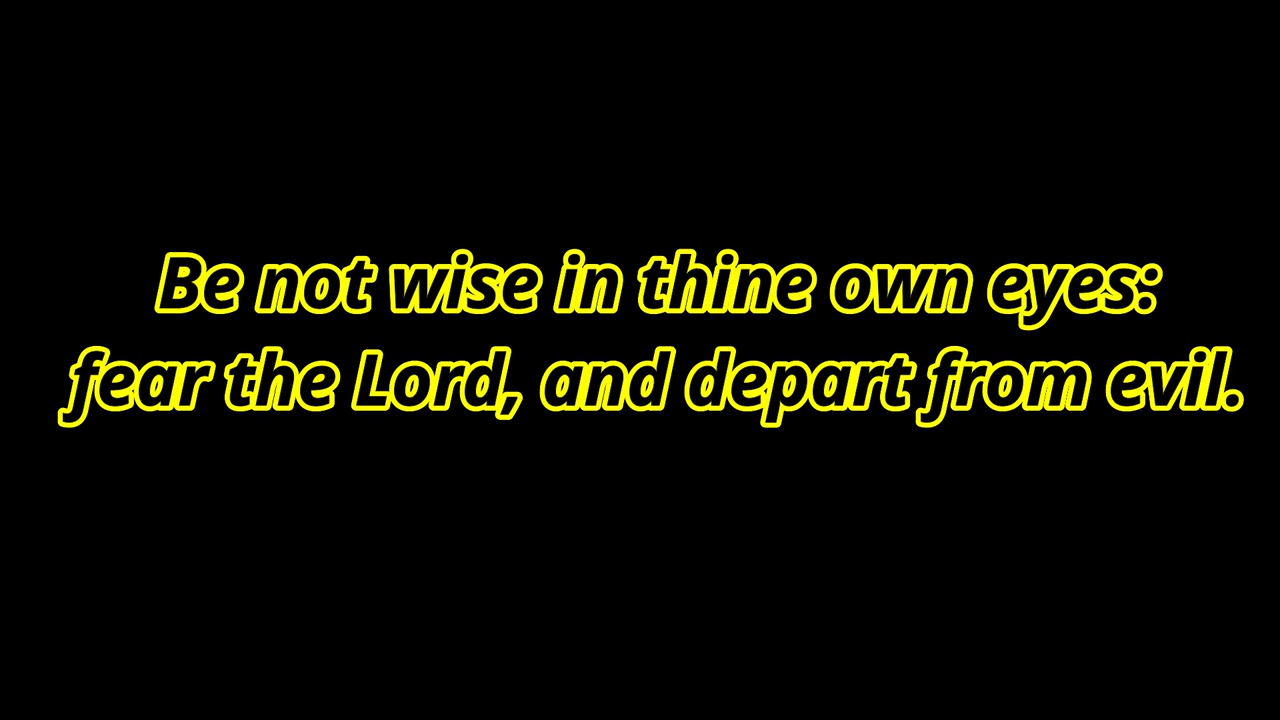 Be not wise in thine own eyes:
fear the Lord, and depart from evil.